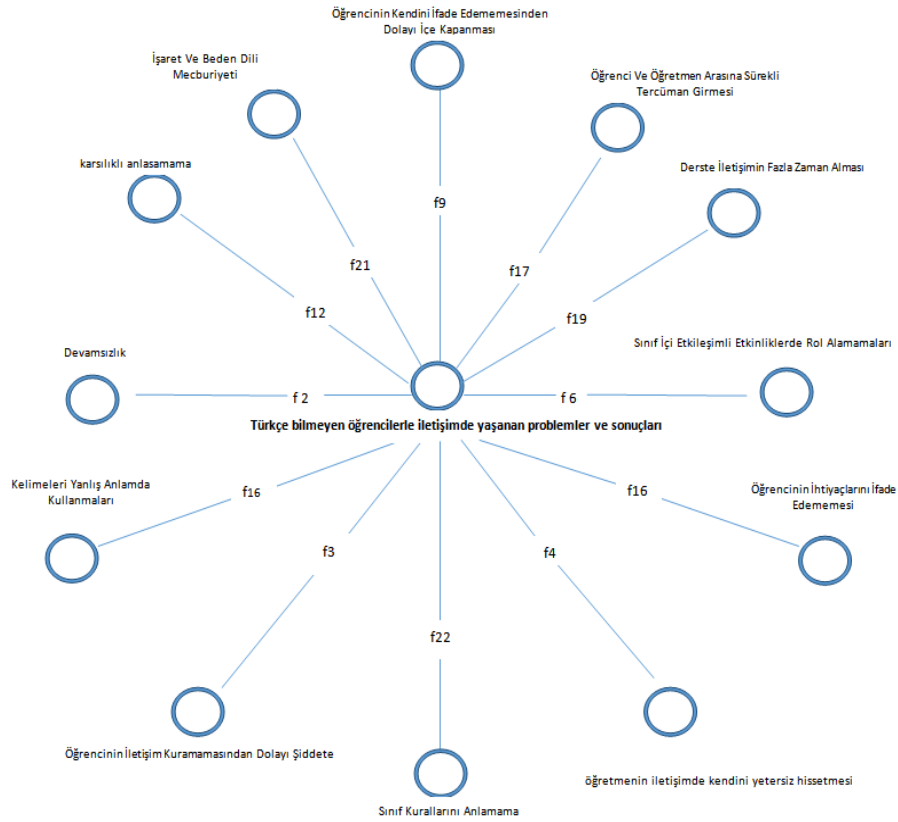 Öğrencinin Kendini İfade Edememesinden
Dolayı İçe Kapanması
İşaret Ve Beden Dili
Mecburiyeti
Öğrenci Ve Öğretmen Arasına Sürekli
Tercüman Girmesi
karsılıklı anlasamama
Derste İletişimin Fazla Zaman Alması
f9
f21
f17
f12
f19
Devamsızlık
Sınıf İçi Etkileşimli Etkinliklerde Rol Alamamaları
f 2
f 6
Türkçe bilmeyen öğrencilerle iletişimde yaşanan problemler ve sonuçları
Kelimeleri Yanlış Anlamda
Kullanmaları
f16
f16
Öğrencinin İhtiyaçlarını İfade
Edememesi
f3
f4
f22
Öğrencinin İletişim Kuramamasından Dolayı Şiddete
öğretmenin iletişimde kendini yetersiz hissetmesi
Sınıf Kurallarını Anlamama